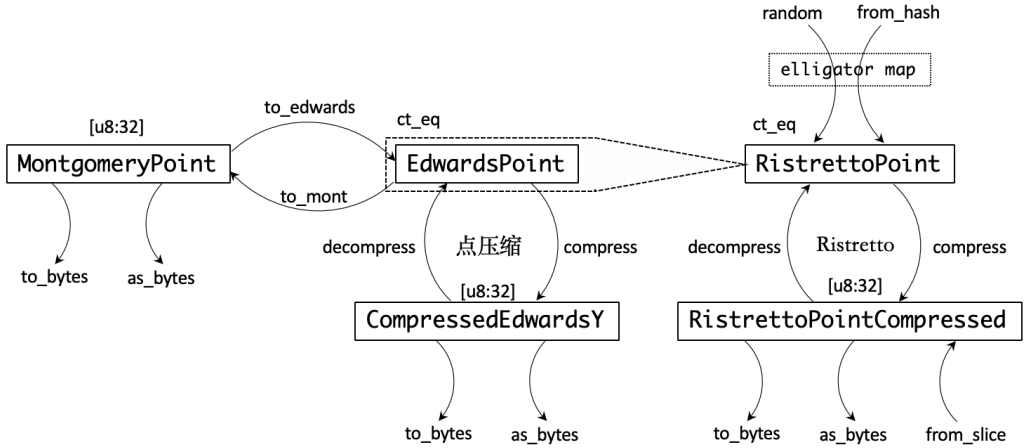 random
from_hash
elligator map
to_edwards
ct_eq
ct_eq
[u8:32]
MontgomeryPoint
EdwardsPoint
RistrettoPoint
to_mont
decompress
点压缩
compress
decompress
Ristretto
compress
to_bytes
as_bytes
[u8:32]
[u8:32]
CompressedEdwardsY
RistrettoPointCompressed
to_bytes
as_bytes
to_bytes
as_bytes
from_slice